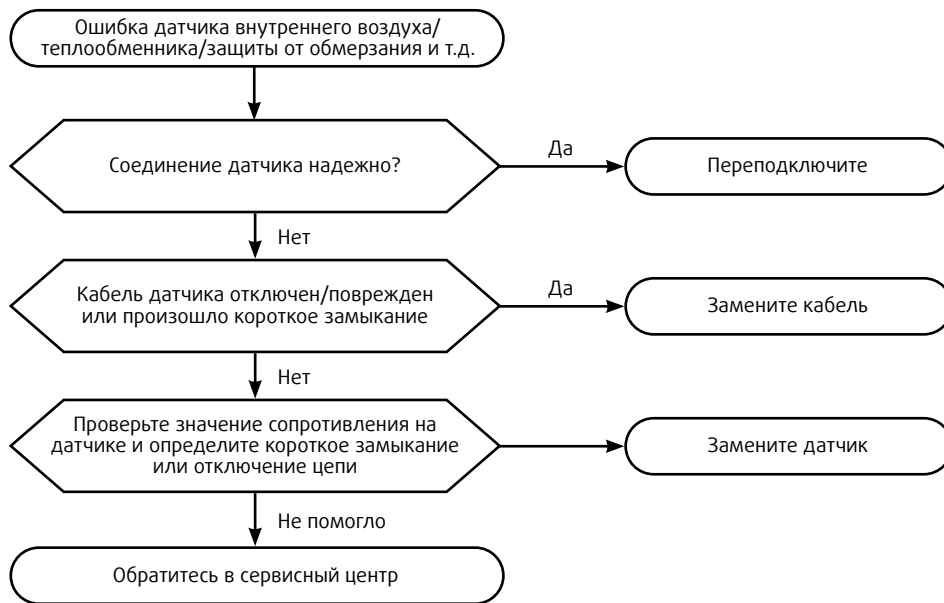 Ошибка датчика внутреннего воздуха/
теплообменника/защиты от обмерзания и т.д.
Соединение датчика надежно?
Да
Переподключите
Нет
Кабель датчика отключен/поврежден
или произошло короткое замыкание
Да
Замените кабель
Нет
Проверьте значение сопротивления на
датчике и определите короткое замыкание
или отключение цепи
Замените датчик
Не помогло
Обратитесь в сервисный центр